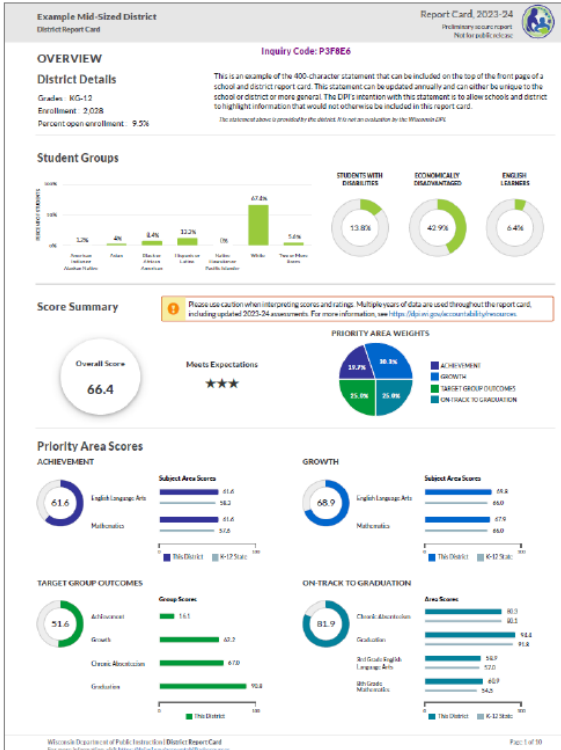 Example Mid-Sized District
District Report Card
Report Card, 2023-24
Preliminary secure report
Not for public release
Inquiry Code: P3F8E6
OVERVIEW
District Details
Grades : KG-12
Enrollment : 2,028
Percent open enrollment : 9.5%
This is an example of the 400-character statement that can be included on the top of the front page of a
school and district report card. This statement can be updated annually and can either be unique to the
school or district or more general. The DPI's intention with this statement is to allow schools and district
to highlight information that would not otherwise be included in this report card.
The statement above is provided by the district. It is not an evaluation by the Wisconsin DPI.
Student Groups
PERCENT OF STUDENTS
100%
50%
0%
1.2%
.4%
8.4%
13.2%
0%
67.8%
American Indian or Alaskan Native
Asian
Black or African American
Hispanic or Latino
Native Hawaiian or Pacific Islander
White
Two or More Races
STUDENTS WITH DISABILITIES
13.8%
ECONOMICALLY DISADVANTAGED
42.9%
ENGLISH LEARNERS
6.4%
Score Summary
Please use caution when interpreting scores and ratings. Multiple years of data are used throughout the report card,
including updated 2023-24 assessments. For more information, see https://dpi.wi.gov/accountability/resources.
Overall Score
66.4
Meets Expectations
★★★
PRIORITY AREA WEIGHTS
19.7%
30.3%
25.0%
25.0%
ACHIEVEMENT
GROWTH
TARGET GROUP OUTCOMES
ON-TRACK TO GRADUATION
Priority Area Scores
ACHIEVEMENT
61.6
Subject Area Scores
English Language Arts
61.6
58.3
Mathematics
61.6
57.6
0
100
This District
K-12 State
GROWTH
68.9
Subject Area Scores
English Language Arts
69.8
66.0
Mathematics
67.9
66.0
0
100
This District
K-12 State
TARGET GROUP OUTCOMES
51.6
Group Scores
Achievement
16.1
Growth
Chronic Absenteeism
67.0
Graduation
0
100
This District
ON-TRACK TO GRADUATION
81.9
Area Scores
Chronic Absenteeism
80.3
Graduation
3rd Grade English Language Arts
57.0
8th Grade Mathematics
60.9
54.5
0
100
This District
K-12 State
Wisconsin Department of Public Instruction | District Report Card
Page 1 of 10